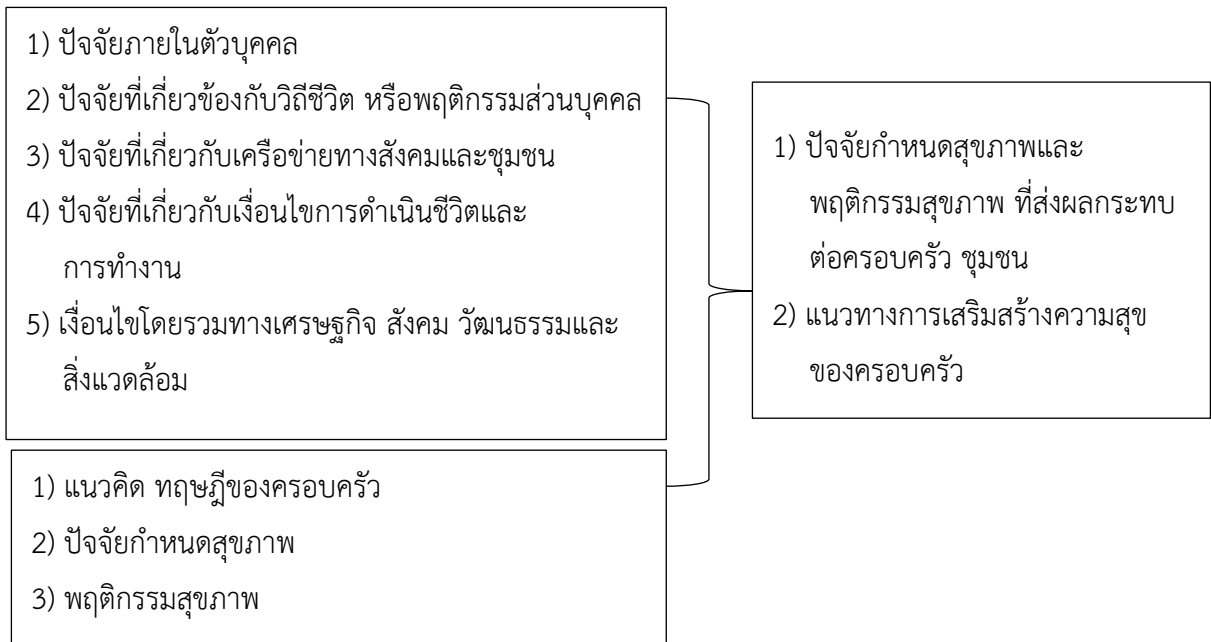 1) ปัจจัยภายในตัวบุคคล
2) ปัจจัยที่เกี่ยวข้องกับวิถีชีวิต หรือพฤติกรรมส่วนบุคคล
3) ปัจจัยที่เกี่ยวกับเครือข่ายทางสังคมและชุมชน
4) ปัจจัยที่เกี่ยวกับเงื่อนไขการดำเนินชีวิตและ
การทำงาน
5) เงื่อนไขโดยรวมทางเศรษฐกิจ สังคม วัฒนธรรมและ
สิ่งแวดล้อม
1) แนวคิด ทฤษฎีของครอบครัว
2) ปัจจัยกำหนดสุขภาพ
3) พฤติกรรมสุขภาพ
1) ปัจจัยกำหนดสุขภาพและ
พฤติกรรมสุขภาพ ที่ส่งผลกระทบ
ต่อครอบครัว ชุมชน
2) แนวทางการเสริมสร้างความสุข
ของครอบครัว